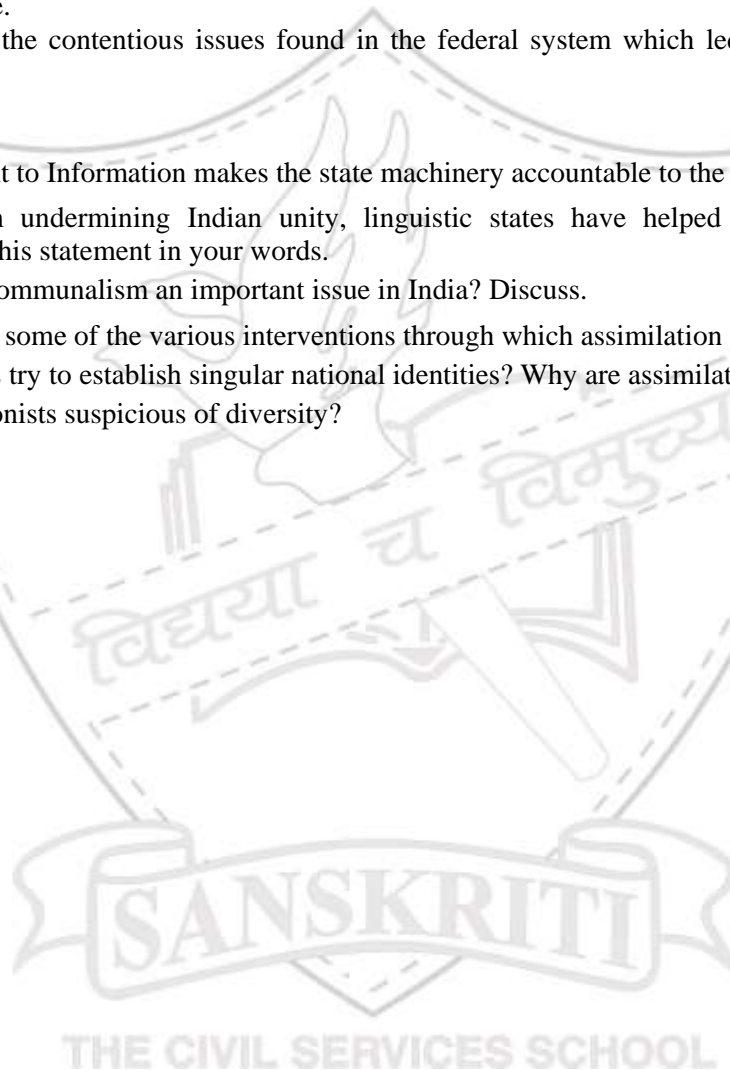 e.
the contentious issues found in the federal system which led
t to Information makes the state machinery accountable to the
n undermining Indian unity, linguistic states have helped
his statement in your words.
ommunalism an important issue in India? Discuss.
some of the various interventions through which assimilation
s try to establish singular national identities? Why are assimilat
onists suspicious of diversity?
विद्यया च विमुच्य
SANSKRITI
THE CIVIL SERVICES SCHOOL